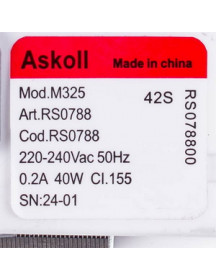 Askoll Made in china
Mod.M325 42S
Art.RS0788
Cod.RS0788
220-240Vac 50Hz
0.2A 40W Cl.155
SN:24-01
RS078800